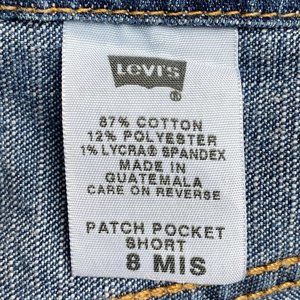 Levi's
®
87% COTTON
12% POLYESTER
1% LYCRA® SPANDEX
MADE IN
GUATEMALA
CARE ON REVERSE
PATCH POCKET
SHORT
8 MIS